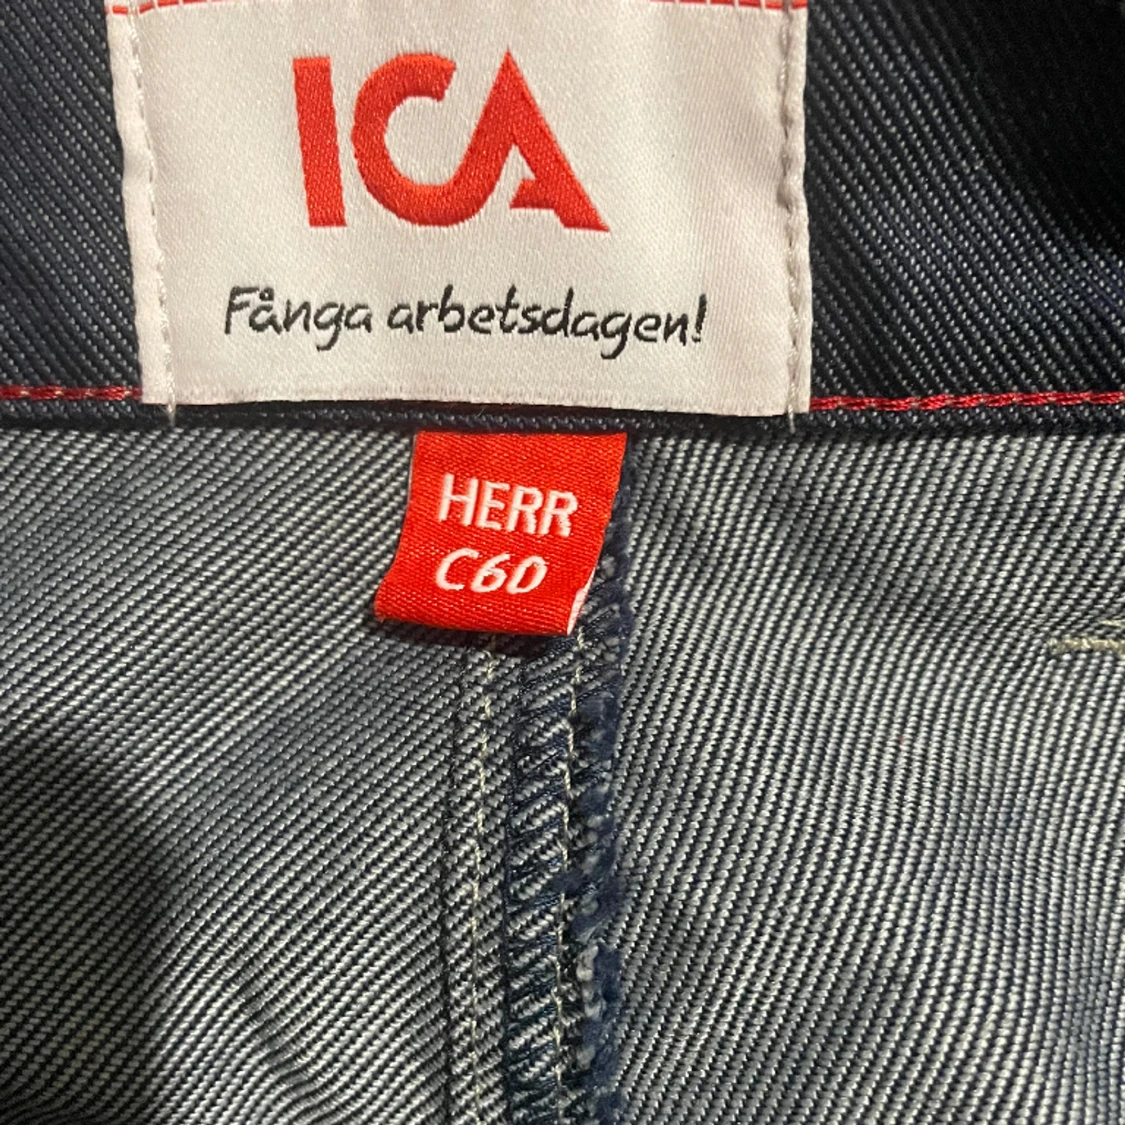 ICA
Fånga arbetsdagen!
HERR
C60